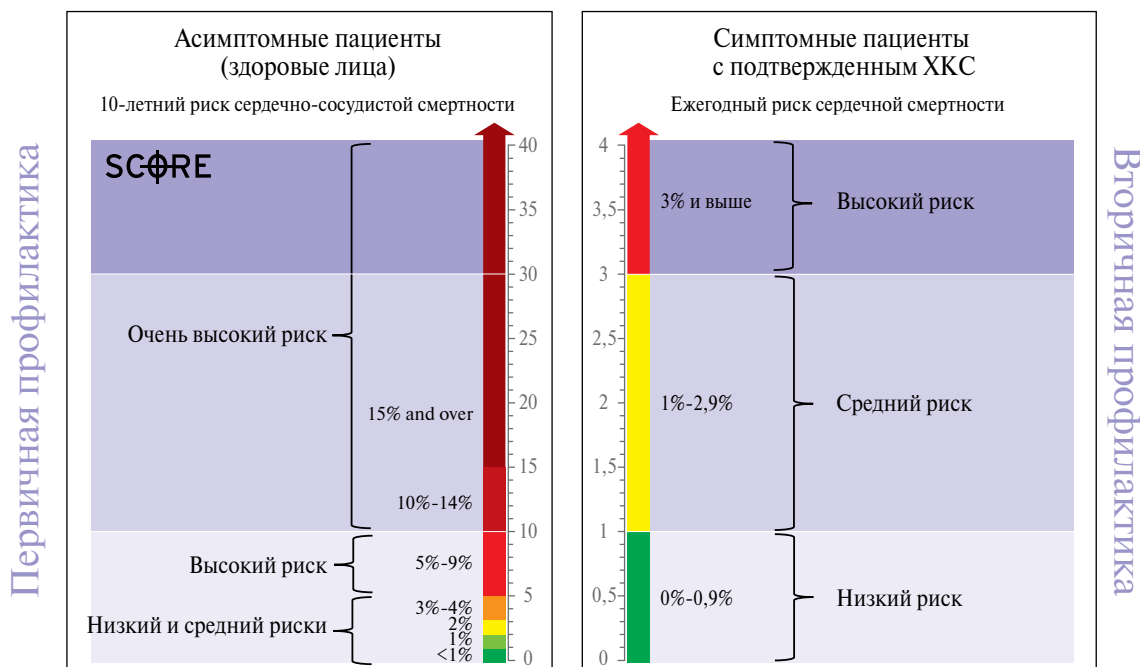 Первичная профилактика
Асимптомные пациенты
(здоровые лица)
10-летний риск сердечно-сосудистой смертности
SCORE
40
35
30
25
20
15
10
5
0
Очень высокий риск
15% and over
10%-14%
Высокий риск
5%-9%
Низкий и средний риски
3%-4%
2%
1%
<1%
Симптомные пациенты
с подтвержденным ХКС
Ежегодный риск сердечной смертности
4
3,5
3
2,5
2
1,5
1
0,5
0
3% и выше
Высокий риск
1%-2,9%
Средний риск
0%-0,9%
Низкий риск
Вторичная профилактика